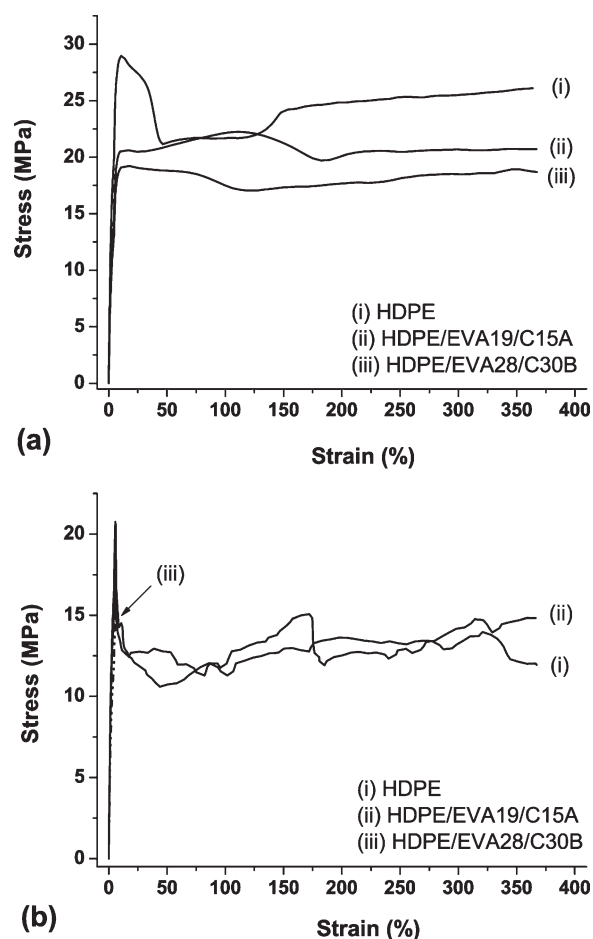 30
25
20
15
10
5
0
Stress (MPa)
(i)
(ii)
(iii)
(i) HDPE
(ii) HDPE/EVA19/C15A
(iii) HDPE/EVA28/C30B
0 50 100 150 200 250 300 350 400
(a)
Strain (%)
20
15
10
5
0
Stress (MPa)
(iii)
(ii)
(i)
(i) HDPE
(ii) HDPE/EVA19/C15A
(iii) HDPE/EVA28/C30B
0 50 100 150 200 250 300 350 400
(b)
Strain (%)